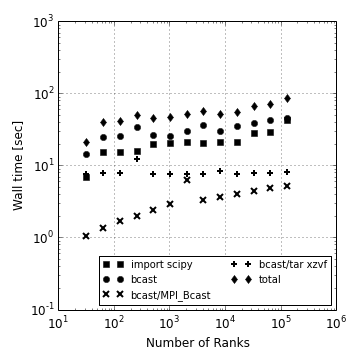 10^3
10^2
10^1
10^0
10^-1
Wall time [sec]
import scipy
bcast
bcast/MPI_Bcast
bcast/tar xzvf
total
10^1 10^2 10^3 10^4 10^5 10^6
Number of Ranks